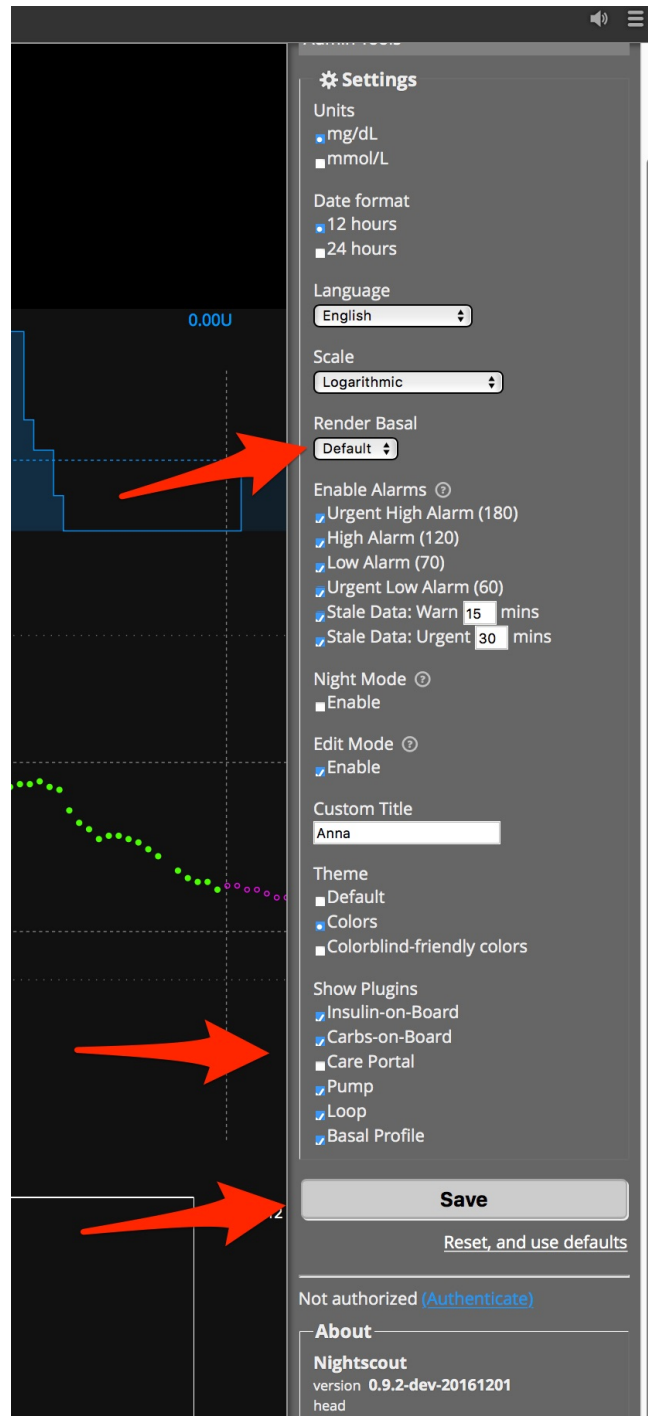 Admin Tools
Settings
Units
mg/dL
mmol/L
Date format
12 hours
24 hours
Language
English
Scale
Logarithmic
Render Basal
Default
Enable Alarms
Urgent High Alarm (180)
High Alarm (120)
Low Alarm (70)
Urgent Low Alarm (60)
Stale Data: Warn 15 mins
Stale Data: Urgent 30 mins
Night Mode
Enable
Edit Mode
Enable
Custom Title
Anna
Theme
Default
Colors
Colorblind-friendly colors
Show Plugins
Insulin-on-Board
Carbs-on-Board
Care Portal
Pump
Loop
Basal Profile
Save
Reset, and use defaults
Not authorized (Authenticate)
About
Nightscout
version 0.9.2-dev-20161201
head
0.00U